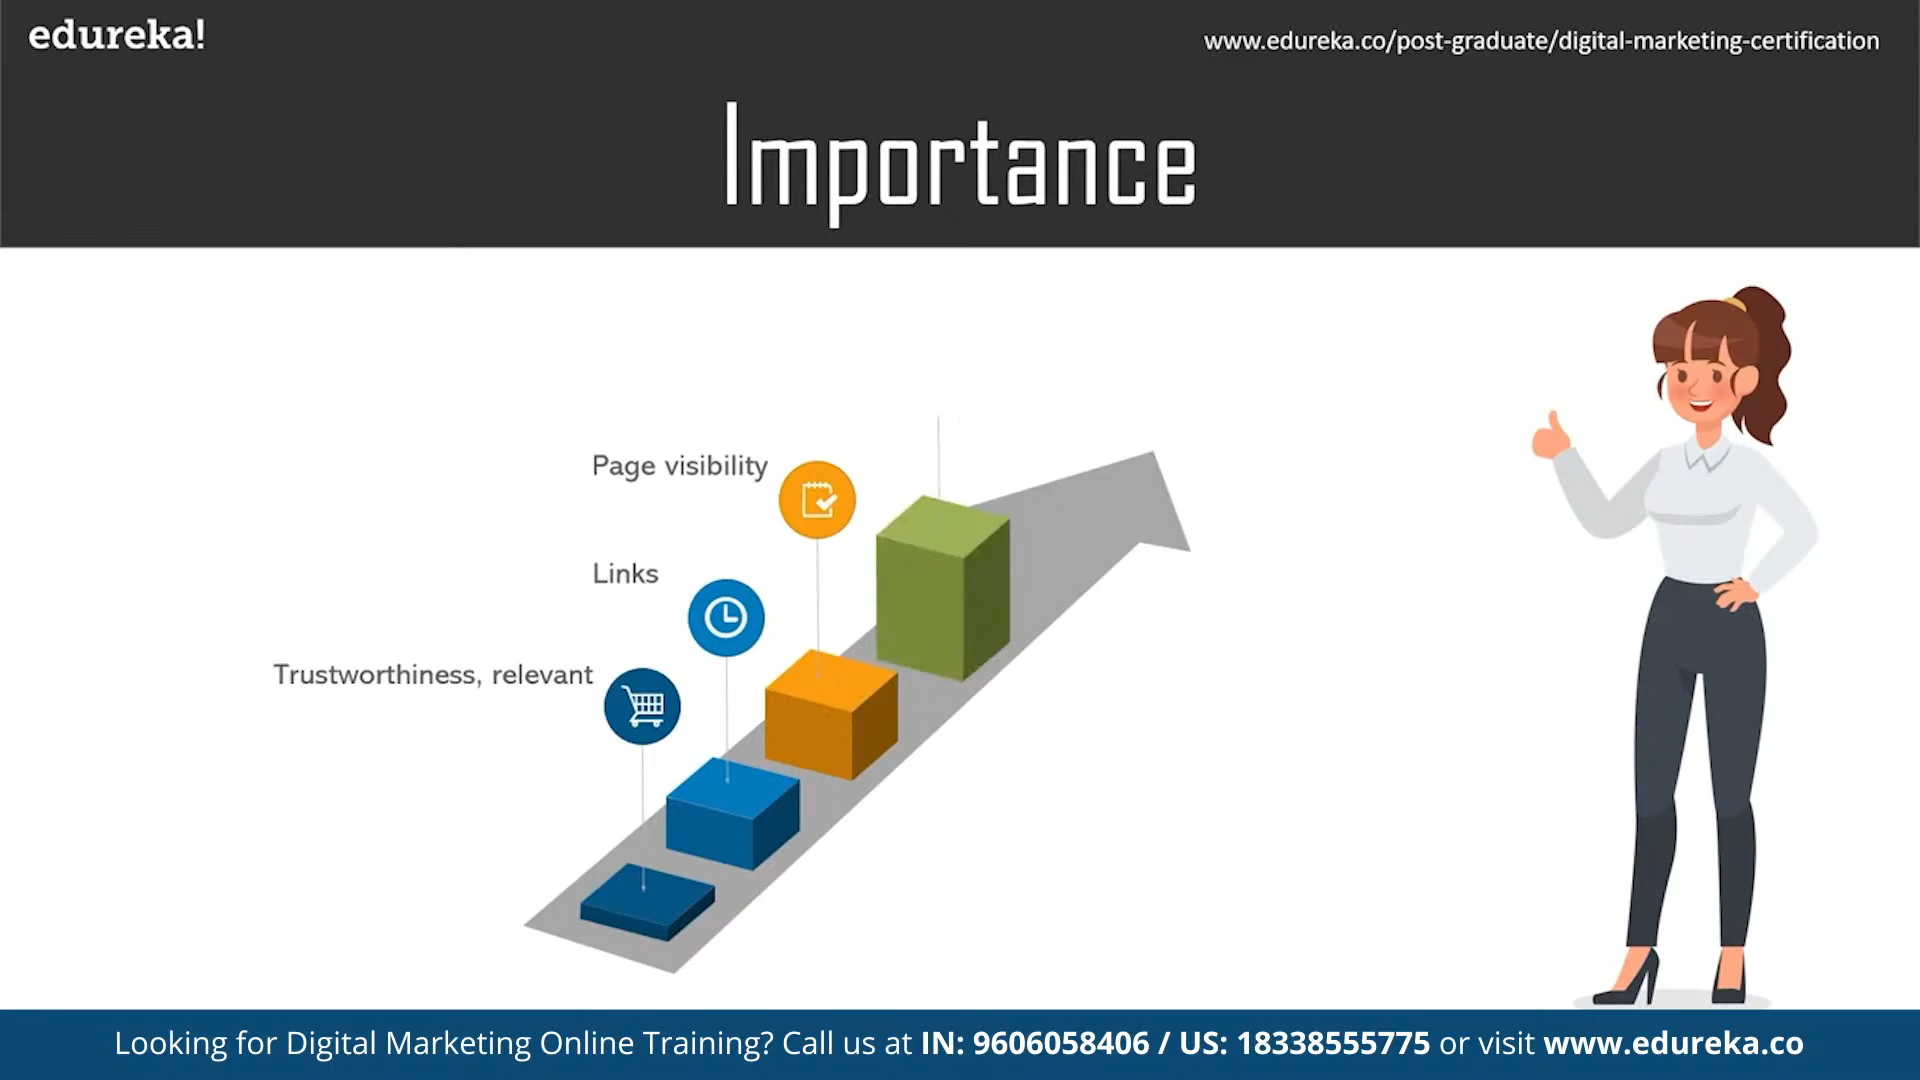 edureka!
www.edureka.co/post-graduate/digital-marketing-certification
Importance
Page visibility
Links
Trustworthiness, relevant
Looking for Digital Marketing Online Training? Call us at IN: 9606058406 / US: 18338555775 or visit www.edureka.co